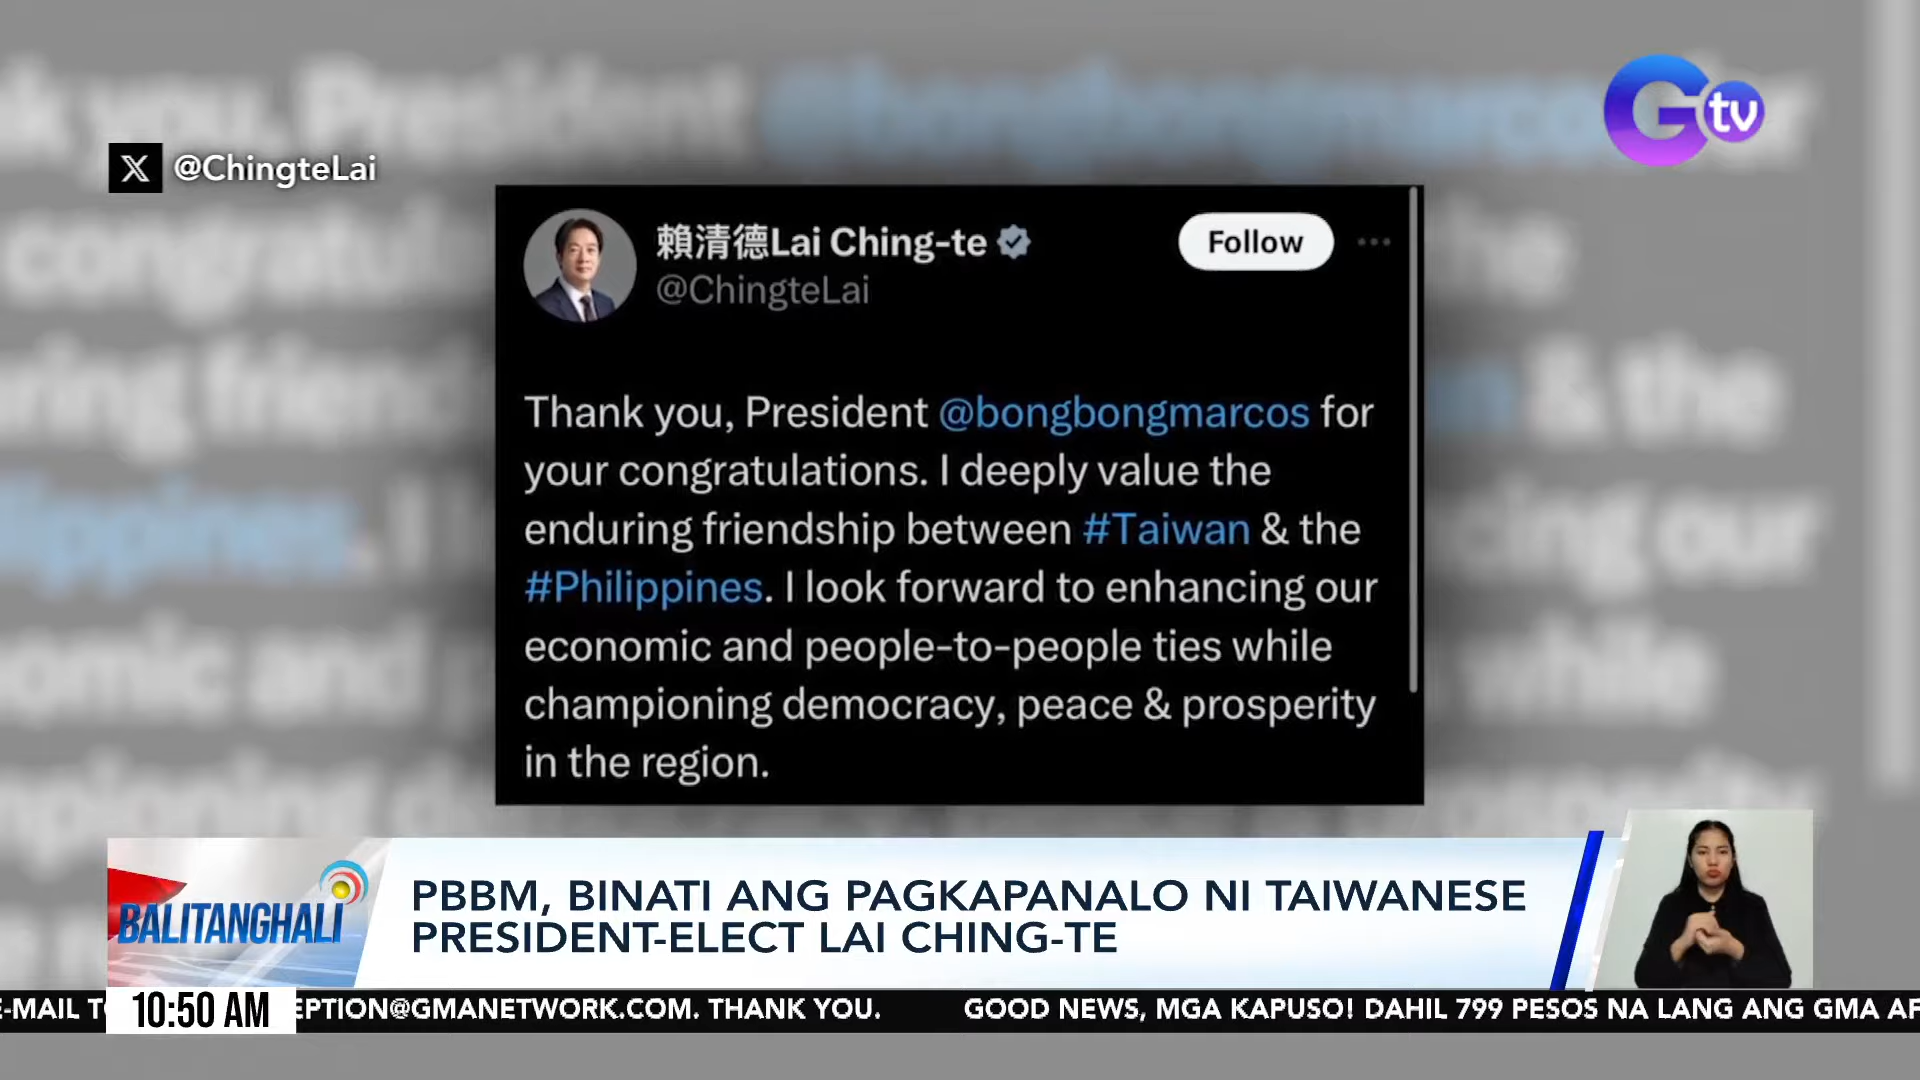 Gtv
X @ChingteLai
賴清德Lai Ching-te
Follow
@ChingteLai
Thank you, President @bongbongmarcos for
your congratulations. I deeply value the
enduring friendship between #Taiwan & the
#Philippines. I look forward to enhancing our
economic and people-to-people ties while
championing democracy, peace & prosperity
in the region.
BALITANGHALI
PBBM, BINATI ANG PAGKAPANALO NI TAIWANESE
PRESIDENT-ELECT LAI CHING-TE
10:50 AM
E-MAIL EPTION@GMANETWORK.COM. THANK YOU. GOOD NEWS, MGA KAPUSO! DAHIL 799 PESOS NA LANG ANG GMA AF